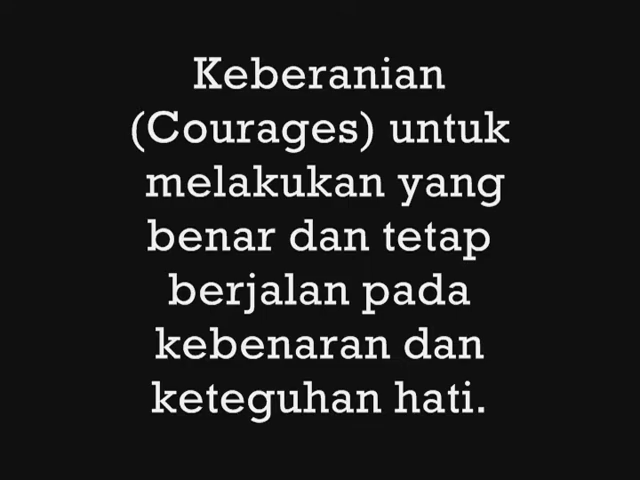 Keberanian
(Courages) untuk
melakukan yang
benar dan tetap
berjalan pada
kebenaran dan
keteguhan hati.